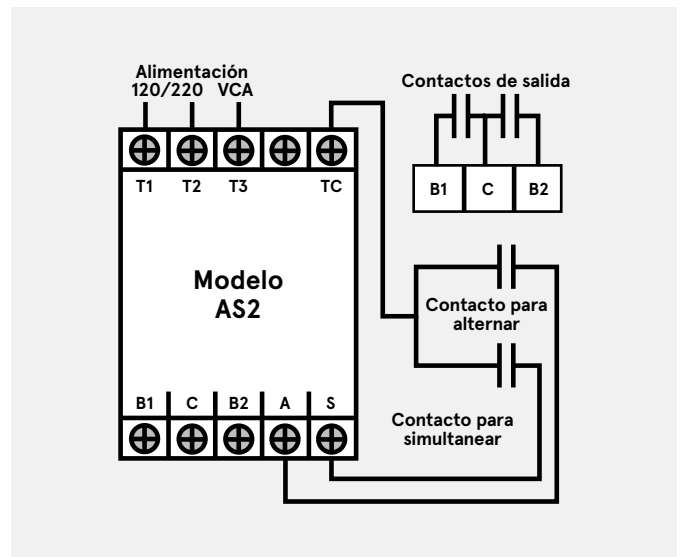 Alimentación
120/220 VCA
Contactos de salida
T1 T2 T3 TC
B1 C B2
Modelo
AS2
Contacto para
alternar
B1 C B2 A S
Contacto para
simultanear